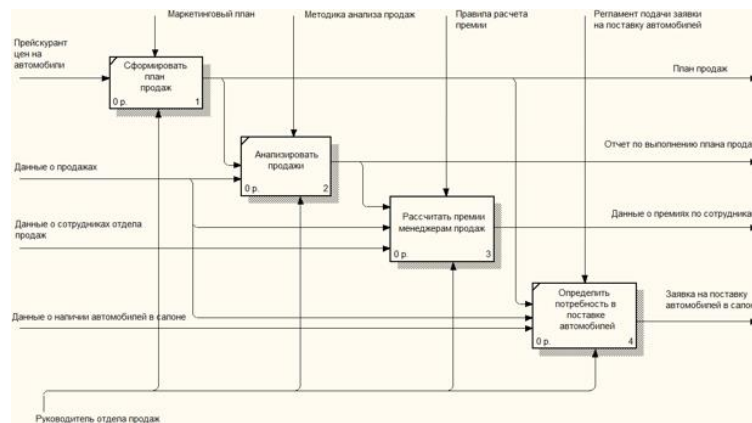 Маркетинговый план
Методика анализа продаж
Правила расчета
премии
Регламент подачи заявки
на поставку автомобилей
Прейскурант
цен на
автомобили
Сформировать
план
продаж
0 р. 1
План продаж
Анализировать
продажи
0 р. 2
Отчет по выполнению плана прода
Данные о продажах
Рассчитать премии
менеджерам продаж
0 р. 3
Данные о премиях по сотрудника
Данные о сотрудниках отдела
продаж
Определить
потребность в
поставке
автомобилей
0 р. 4
Заявка на поставку
автомобилей в сало
Данные о наличии автомобилей в салоне
Руководитель отдела продаж